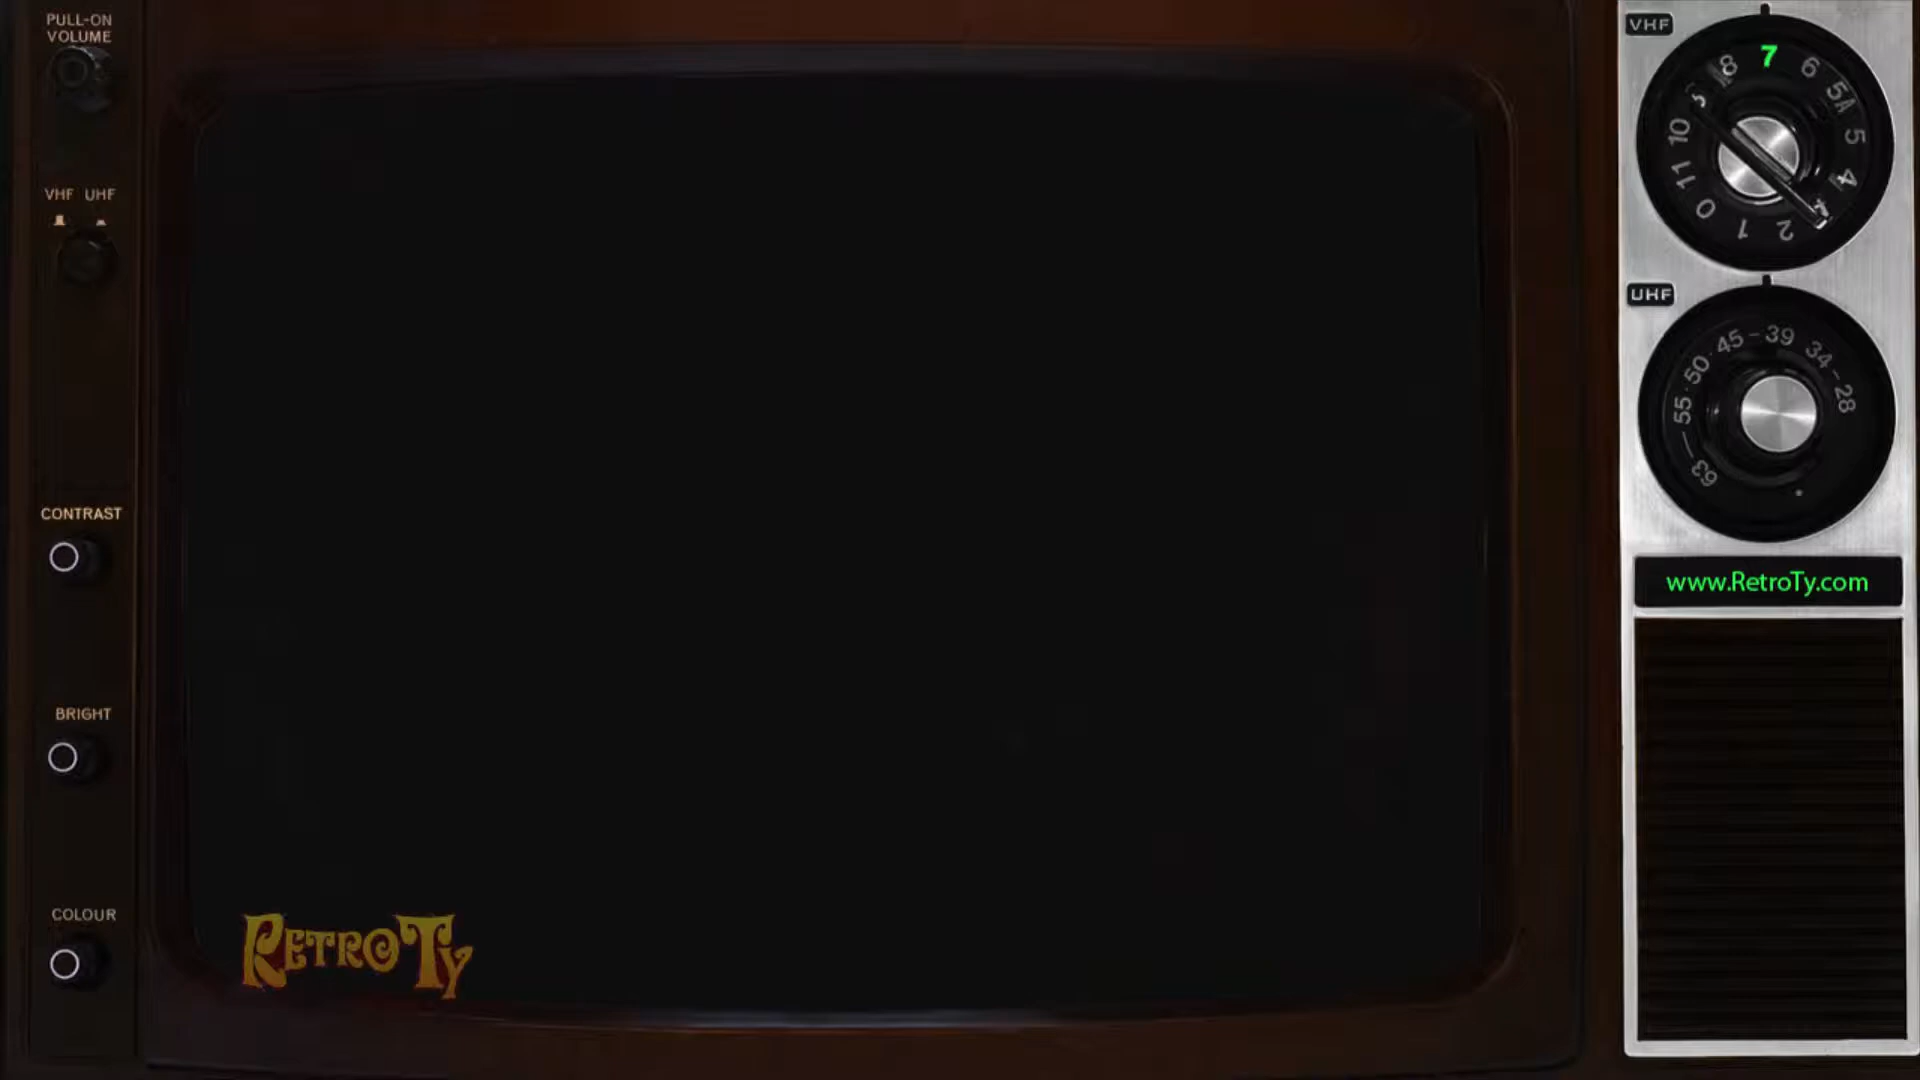 PULL-ON
VOLUME
VHF UHF
CONTRAST
BRIGHT
COLOUR
RETROTY
VHF
7
6
5A
5
4
2
1
0
11
10
8
UHF
63 55 50 45 39 34 28
www.RetroTy.com